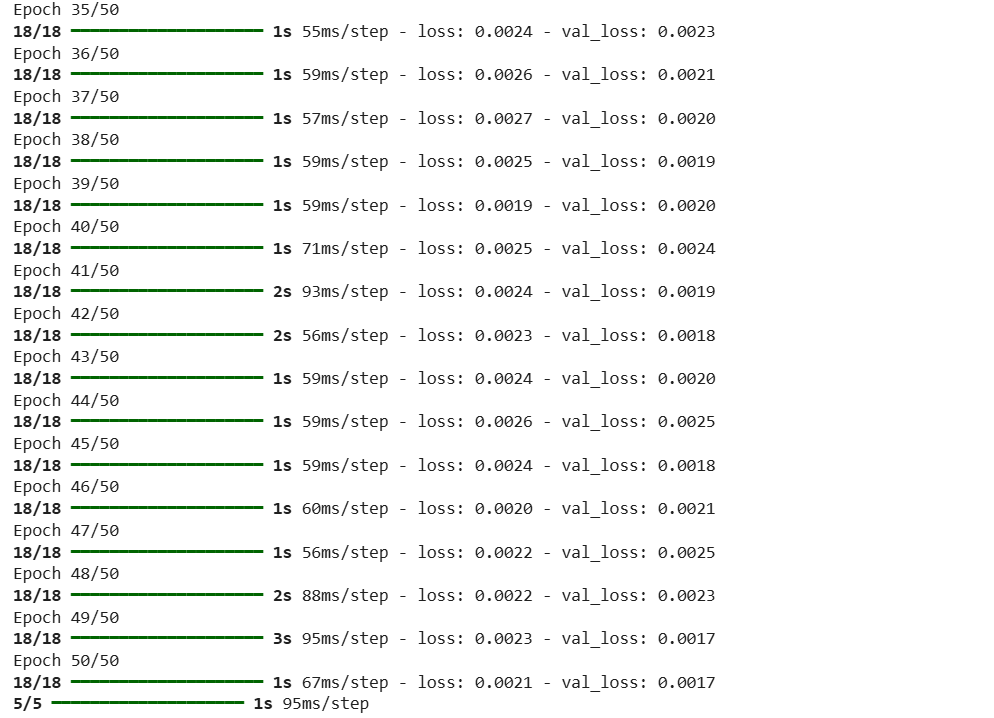 Epoch 35/50
18/18 ━━━━━━━━━━━━━━━━━━━━ 1s 55ms/step - loss: 0.0024 - val_loss: 0.0023
Epoch 36/50
18/18 ━━━━━━━━━━━━━━━━━━━━ 1s 59ms/step - loss: 0.0026 - val_loss: 0.0021
Epoch 37/50
18/18 ━━━━━━━━━━━━━━━━━━━━ 1s 57ms/step - loss: 0.0027 - val_loss: 0.0020
Epoch 38/50
18/18 ━━━━━━━━━━━━━━━━━━━━ 1s 59ms/step - loss: 0.0025 - val_loss: 0.0019
Epoch 39/50
18/18 ━━━━━━━━━━━━━━━━━━━━ 1s 59ms/step - loss: 0.0019 - val_loss: 0.0020
Epoch 40/50
18/18 ━━━━━━━━━━━━━━━━━━━━ 1s 71ms/step - loss: 0.0025 - val_loss: 0.0024
Epoch 41/50
18/18 ━━━━━━━━━━━━━━━━━━━━ 2s 93ms/step - loss: 0.0024 - val_loss: 0.0019
Epoch 42/50
18/18 ━━━━━━━━━━━━━━━━━━━━ 2s 56ms/step - loss: 0.0023 - val_loss: 0.0018
Epoch 43/50
18/18 ━━━━━━━━━━━━━━━━━━━━ 1s 59ms/step - loss: 0.0024 - val_loss: 0.0020
Epoch 44/50
18/18 ━━━━━━━━━━━━━━━━━━━━ 1s 59ms/step - loss: 0.0026 - val_loss: 0.0025
Epoch 45/50
18/18 ━━━━━━━━━━━━━━━━━━━━ 1s 59ms/step - loss: 0.0024 - val_loss: 0.0018
Epoch 46/50
18/18 ━━━━━━━━━━━━━━━━━━━━ 1s 60ms/step - loss: 0.0020 - val_loss: 0.0021
Epoch 47/50
18/18 ━━━━━━━━━━━━━━━━━━━━ 1s 56ms/step - loss: 0.0022 - val_loss: 0.0025
Epoch 48/50
18/18 ━━━━━━━━━━━━━━━━━━━━ 2s 88ms/step - loss: 0.0022 - val_loss: 0.0023
Epoch 49/50
18/18 ━━━━━━━━━━━━━━━━━━━━ 3s 95ms/step - loss: 0.0023 - val_loss: 0.0017
Epoch 50/50
18/18 ━━━━━━━━━━━━━━━━━━━━ 1s 67ms/step - loss: 0.0021 - val_loss: 0.0017
5/5 ━━━━━━━━━━━━━━━━━━━━ 1s 95ms/step